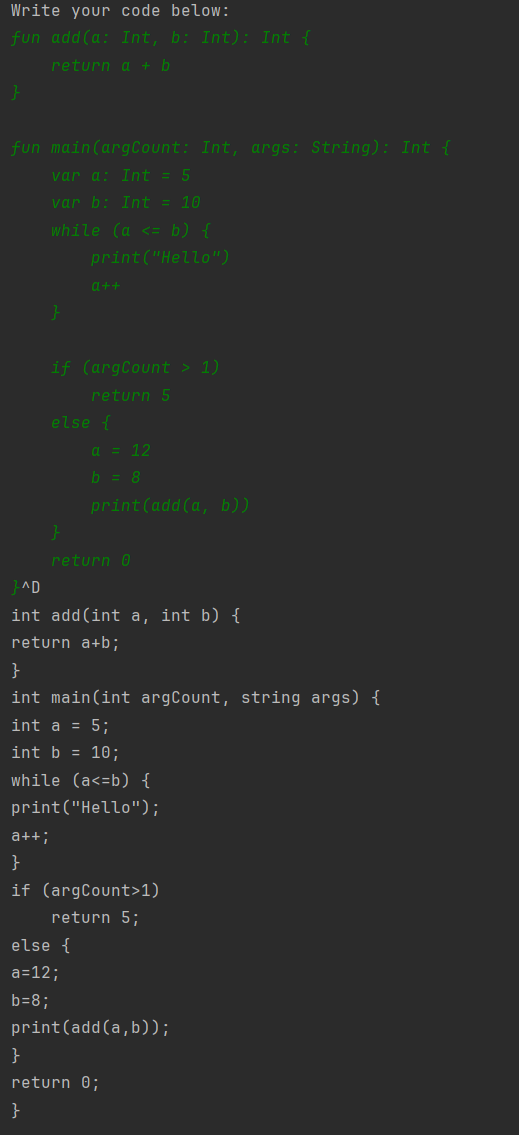 Write your code below:
fun add(a: Int, b: Int): Int {
    return a + b
}

fun main(argCount: Int, args: String): Int {
    var a: Int = 5
    var b: Int = 10
    while (a <= b) {
        print("Hello")
        a++
    }

    if (argCount > 1)
        return 5
    else {
        a = 12
        b = 8
        print(add(a, b))
    }
    return 0
}^D
int add(int a, int b) {
return a+b;
}
int main(int argCount, string args) {
int a = 5;
int b = 10;
while (a<=b) {
print("Hello");
a++;
}
if (argCount>1)
    return 5;
else {
a=12;
b=8;
print(add(a,b));
}
return 0;
}